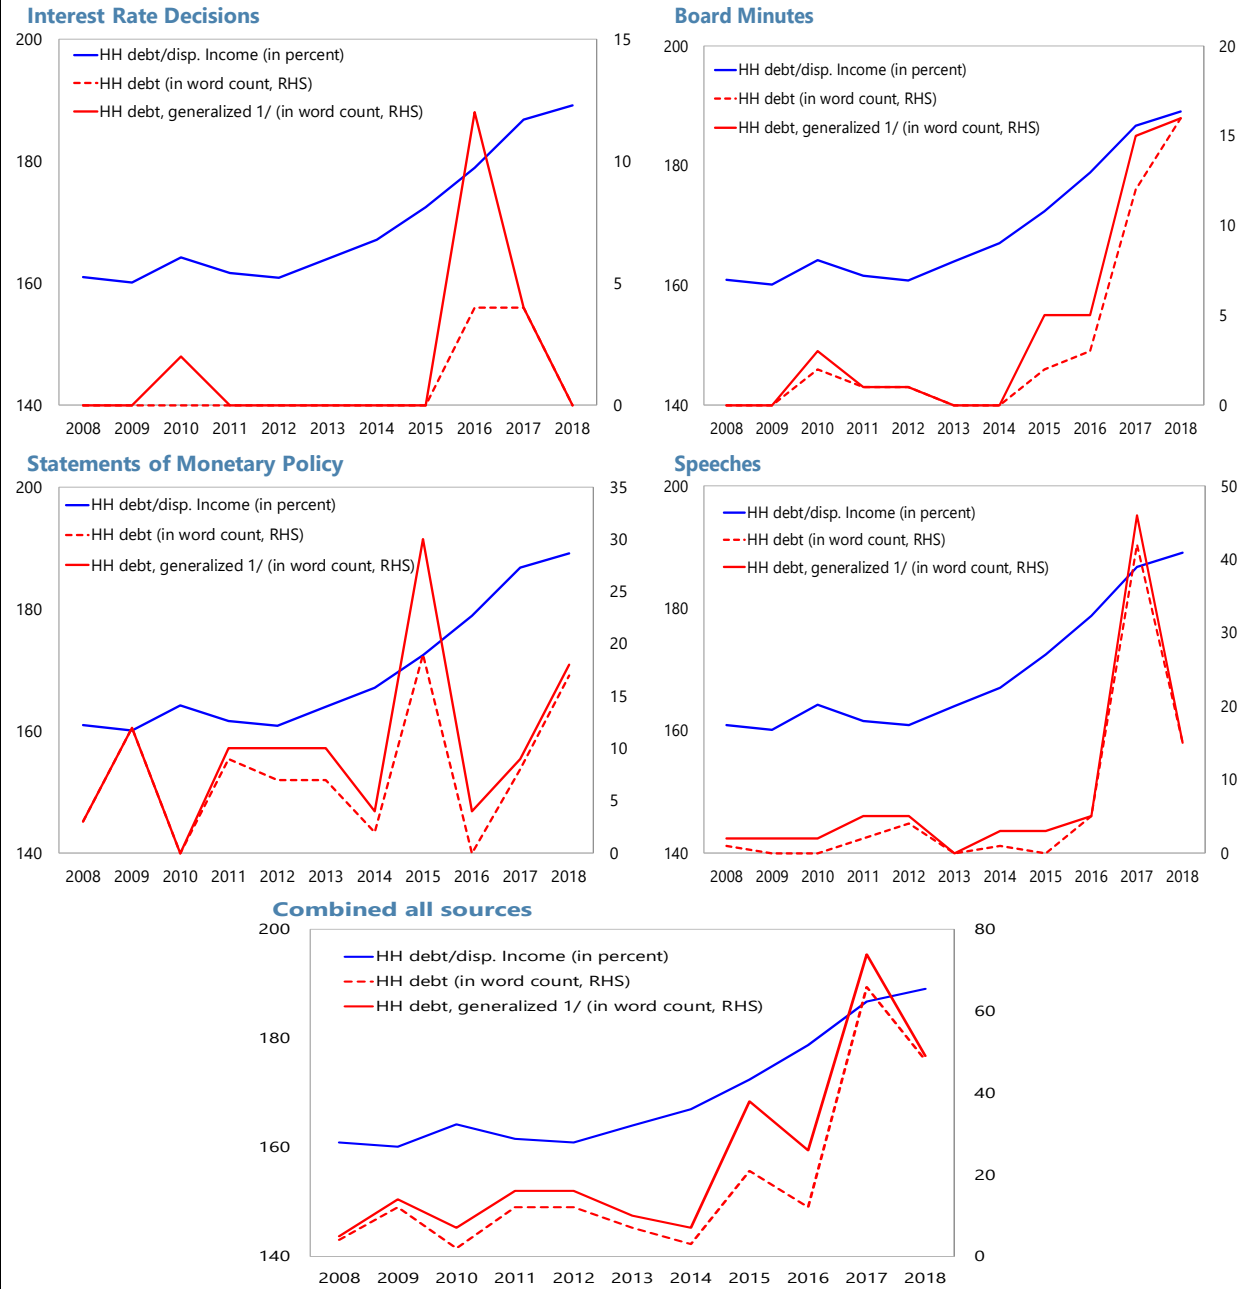 Interest Rate Decisions
200
15
HH debt/disp. Income (in percent)
HH debt (in word count, RHS)
HH debt, generalized 1/ (in word count, RHS)
180
10
160
5
140
0
2008 2009 2010 2011 2012 2013 2014 2015 2016 2017 2018
Board Minutes
200
20
HH debt/disp. Income (in percent)
HH debt (in word count, RHS)
HH debt, generalized 1/ (in word count, RHS)
15
180
10
160
5
140
0
2008 2009 2010 2011 2012 2013 2014 2015 2016 2017 2018
Statements of Monetary Policy
200
35
HH debt/disp. Income (in percent)
HH debt (in word count, RHS)
HH debt, generalized 1/ (in word count, RHS)
30
25
180
20
15
160
10
5
140
0
2008 2009 2010 2011 2012 2013 2014 2015 2016 2017 2018
Speeches
200
50
HH debt/disp. Income (in percent)
HH debt (in word count, RHS)
HH debt, generalized 1/ (in word count, RHS)
40
180
30
20
160
10
140
0
2008 2009 2010 2011 2012 2013 2014 2015 2016 2017 2018
Combined all sources
200
80
HH debt/disp. Income (in percent)
HH debt (in word count, RHS)
HH debt, generalized 1/ (in word count, RHS)
60
180
40
160
20
140
0
2008 2009 2010 2011 2012 2013 2014 2015 2016 2017 2018